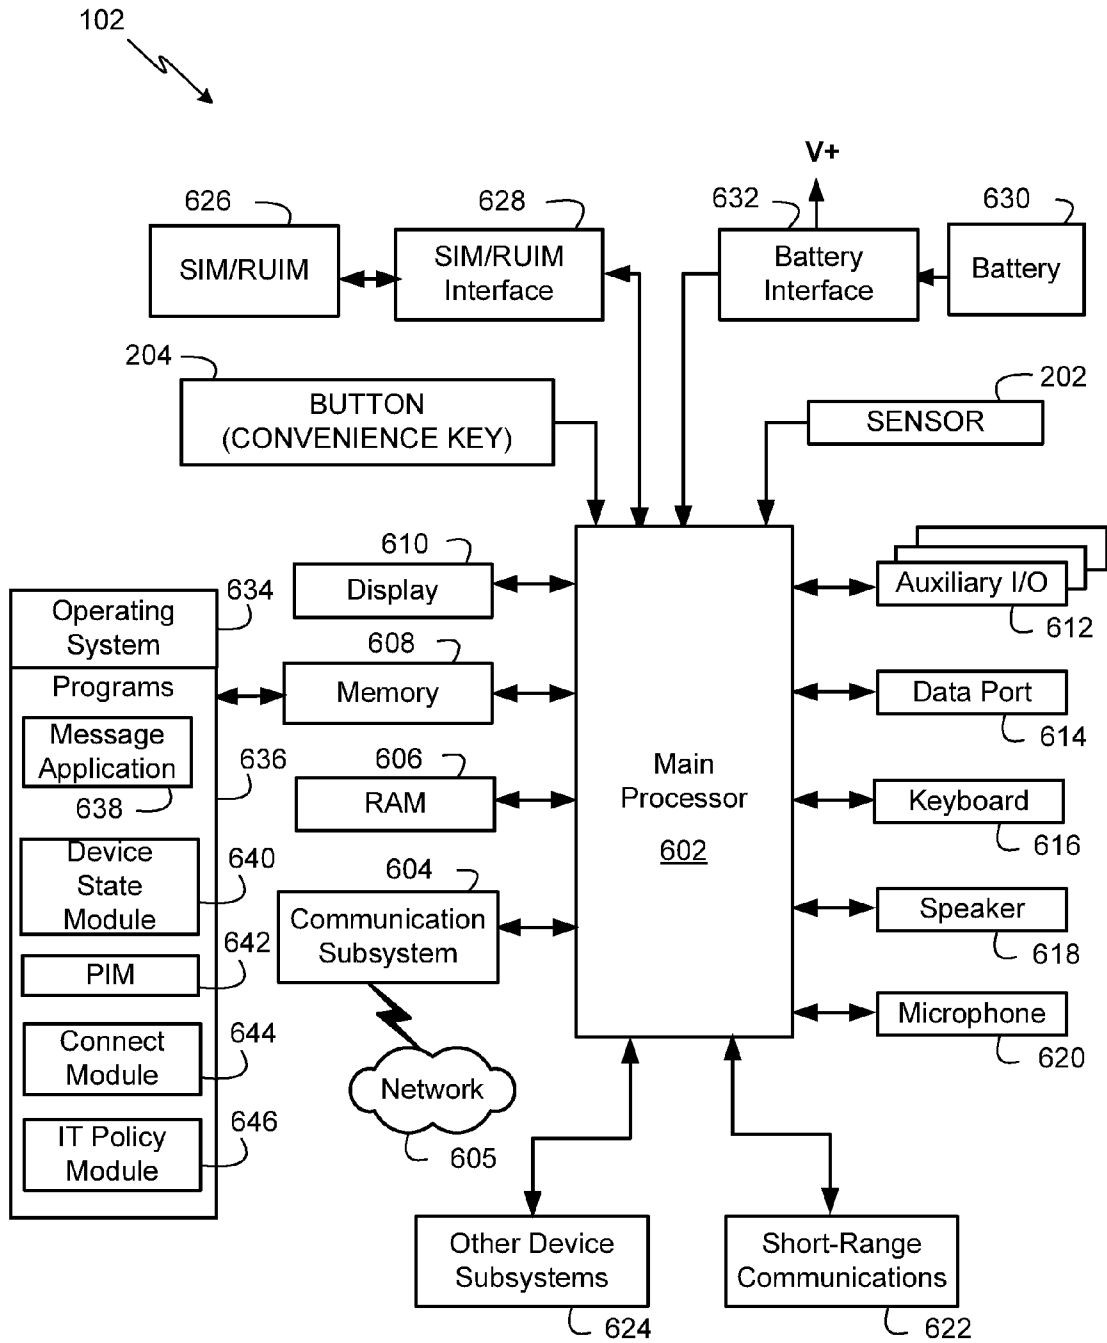 102
V+
626
628
632
630
SIM/RUIM
SIM/RUIM
Interface
Battery
Interface
Battery
204
202
BUTTON
(CONVENIENCE KEY)
SENSOR
610
Display
634
Operating
System
608
Memory
Programs
Message
Application
638
636
606
RAM
Device
State
Module
640
604
Communication
Subsystem
PIM
642
Connect
Module
644
Network
605
IT Policy
Module
646
Main
Processor
602
Auxiliary I/O
612
Data Port
614
Keyboard
616
Speaker
618
Microphone
620
Other Device
Subsystems
624
Short-Range
Communications
622